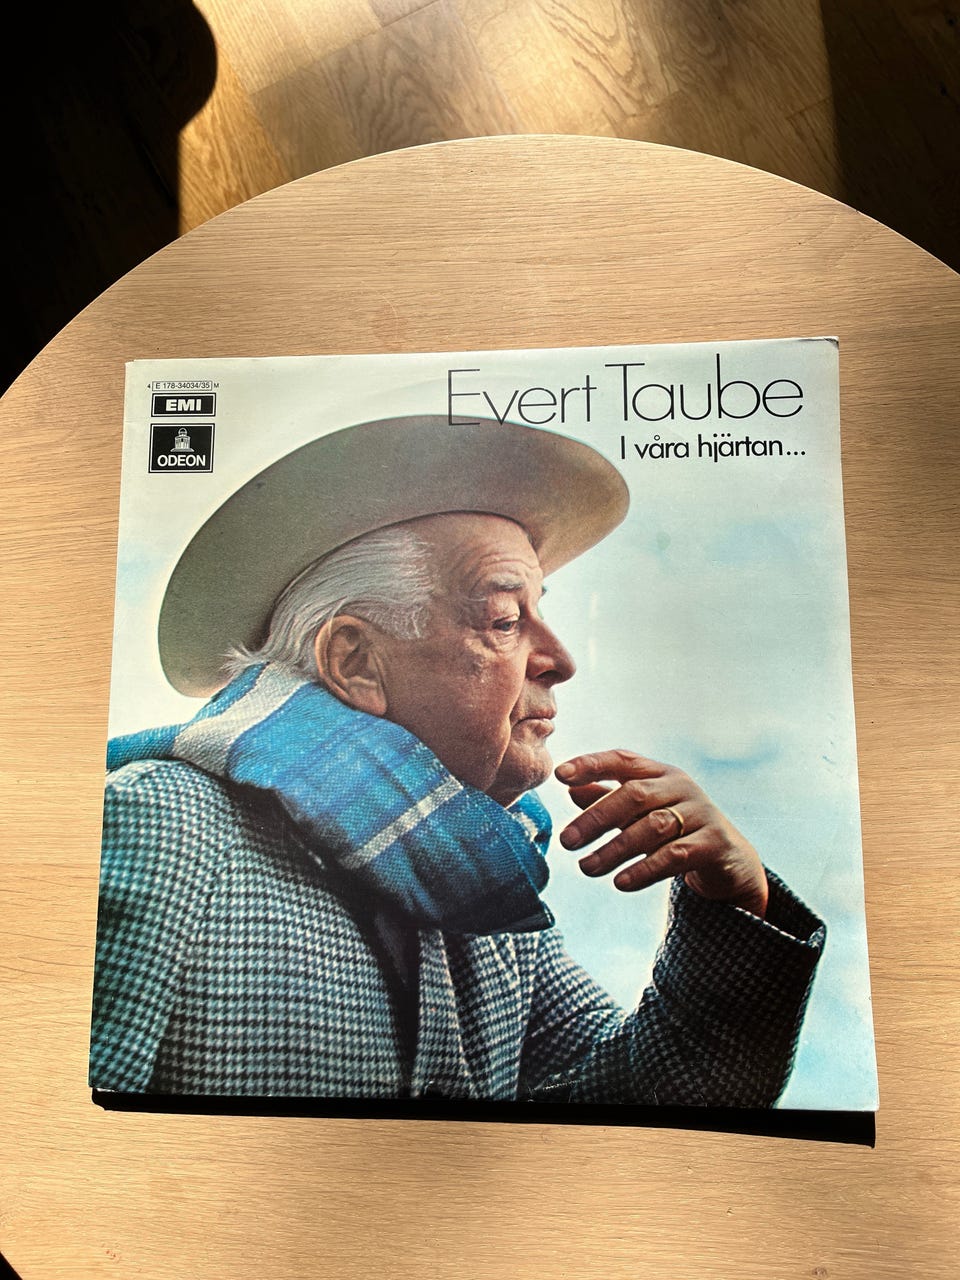 4 E 178-34034/35 M
EMI
ODEON
Evert Taube
I våra hjärtan...